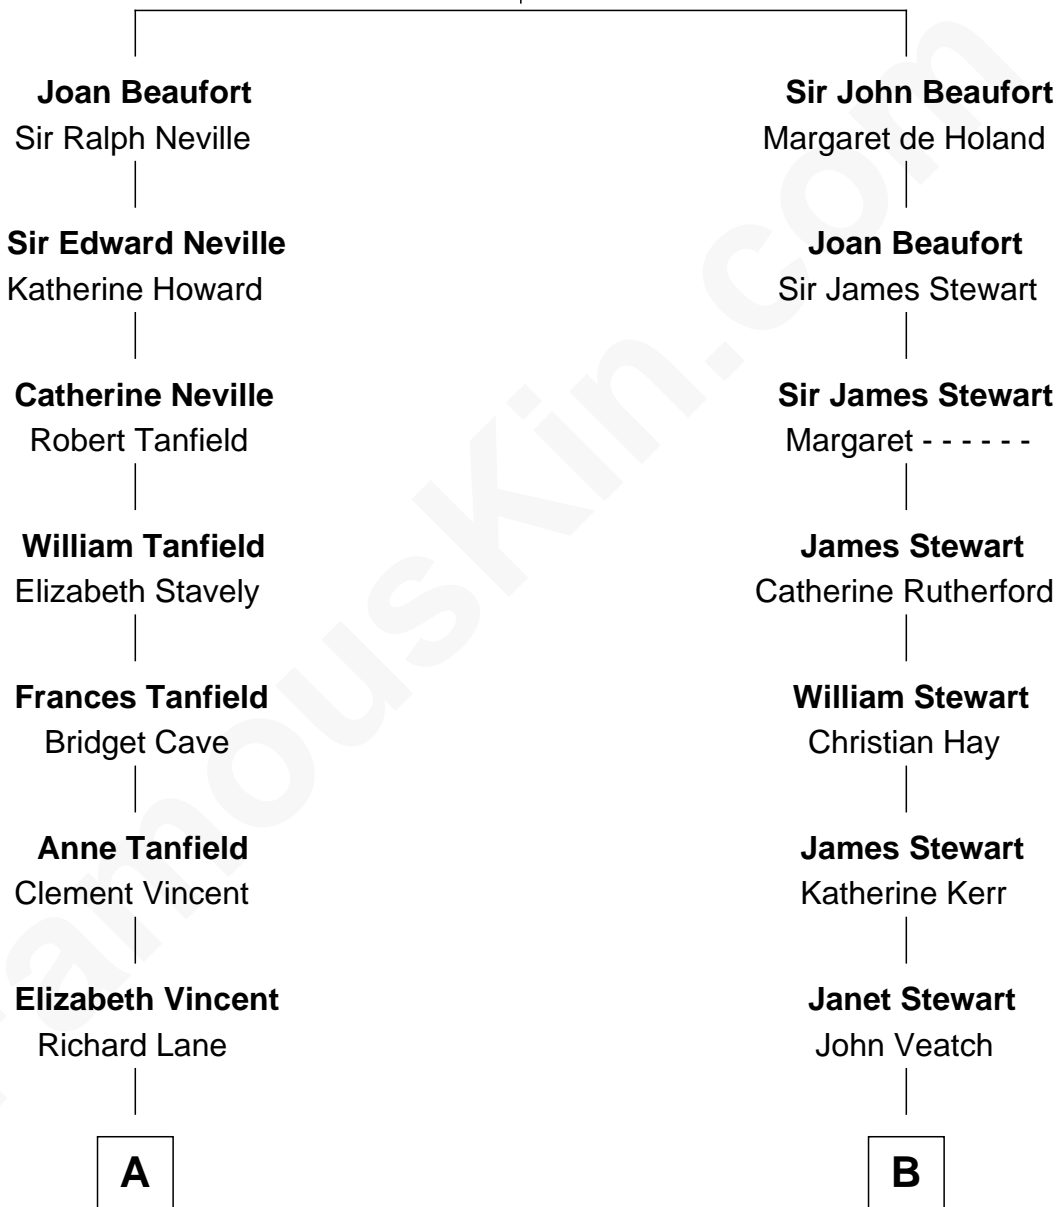 Joan Beaufort
Sir Ralph Neville
Sir Edward Neville
Katherine Howard
Catherine Neville
Robert Tanfield
William Tanfield
Elizabeth Stavely
Frances Tanfield
Bridget Cave
Anne Tanfield
Clement Vincent
Elizabeth Vincent
Richard Lane
A
Sir John Beaufort
Margaret de Holand
Joan Beaufort
Sir James Stewart
Sir James Stewart
Margaret - - - - - -
James Stewart
Catherine Rutherford
William Stewart
Christian Hay
James Stewart
Katherine Kerr
Janet Stewart
John Veatch
B
FamousKin.com